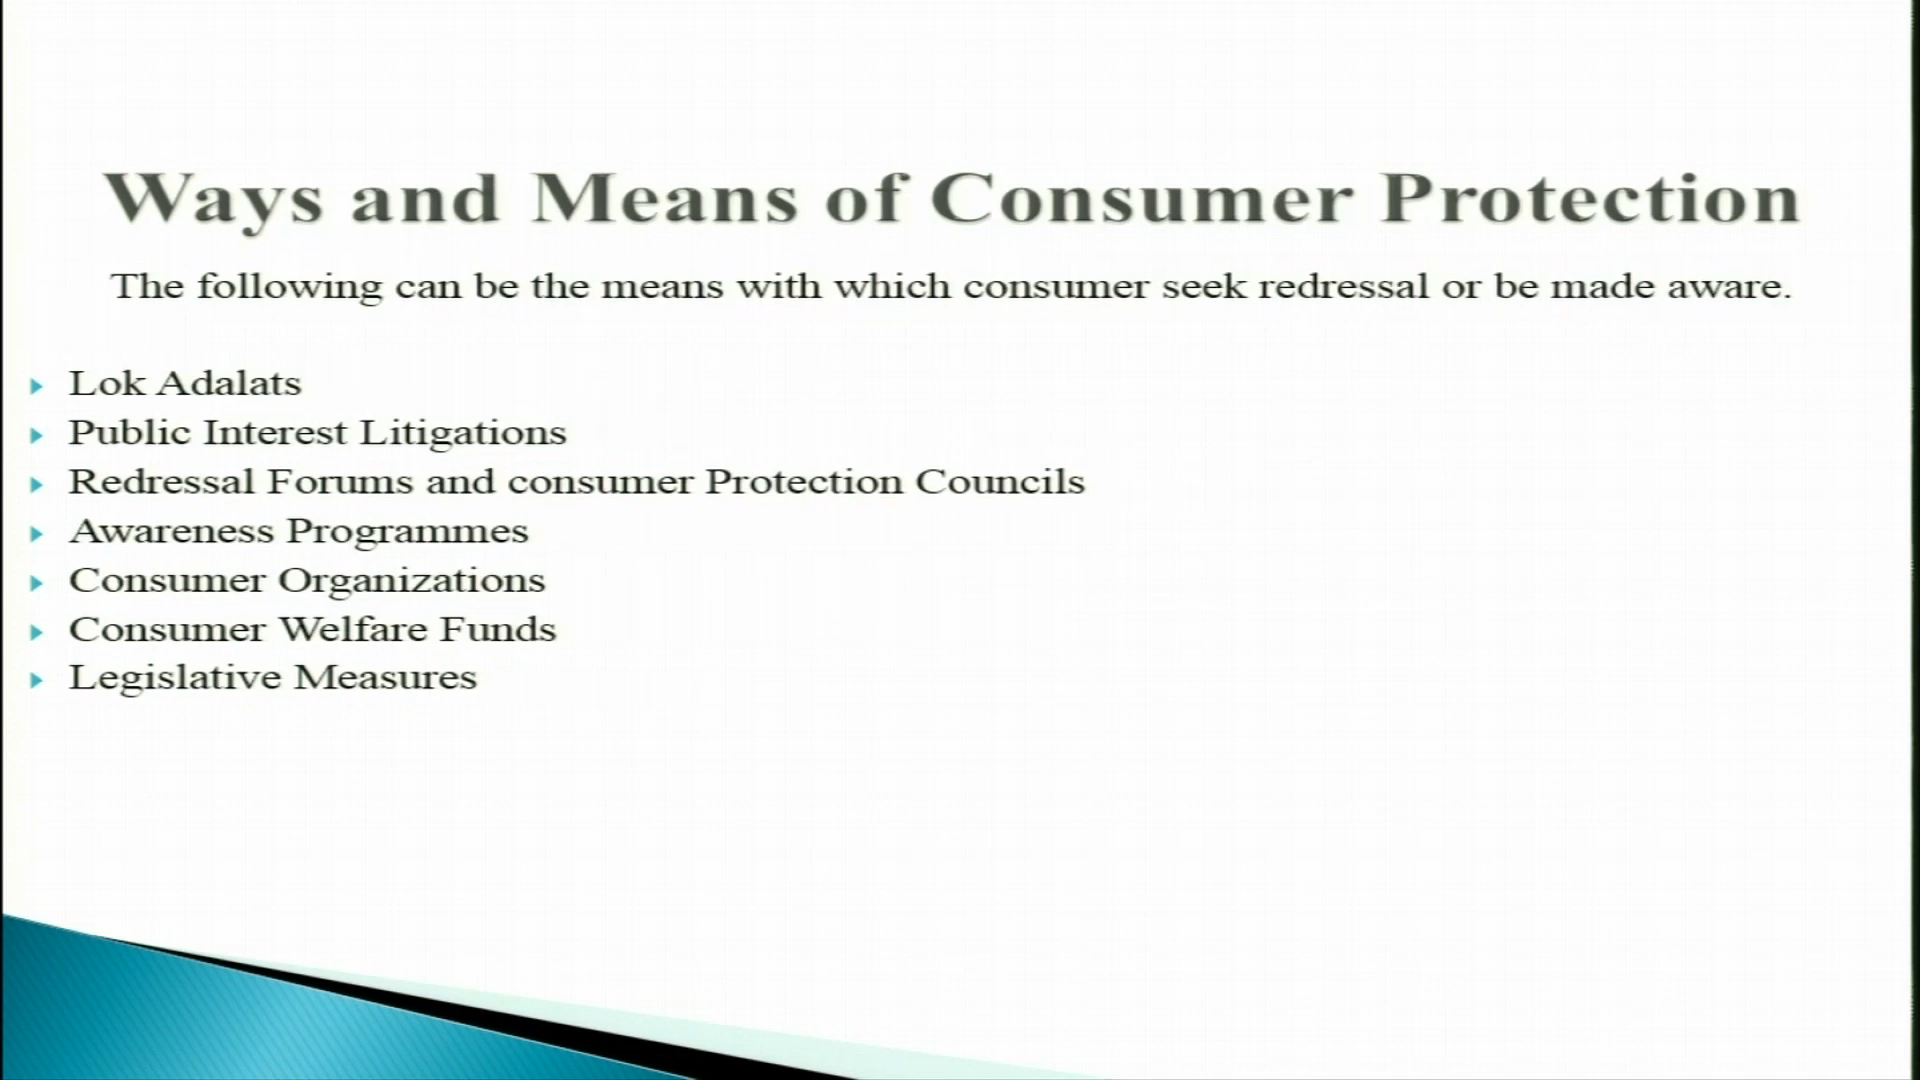 Ways and Means of Consumer Protection
The following can be the means with which consumer seek redressal or be made aware.
Lok Adalats
Public Interest Litigations
Redressal Forums and consumer Protection Councils
Awareness Programmes
Consumer Organizations
Consumer Welfare Funds
Legislative Measures